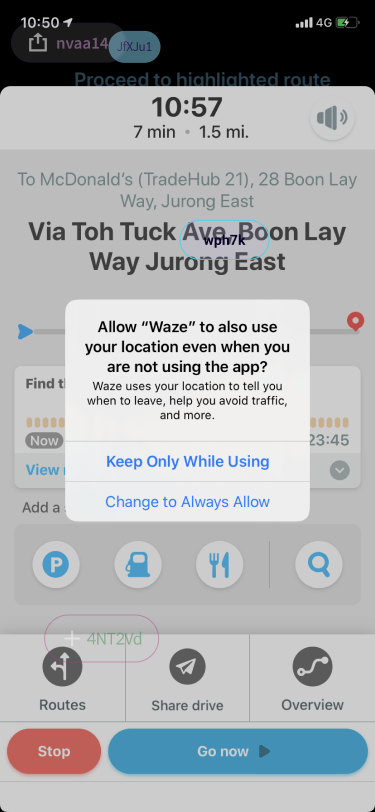 10:50
4G
nvaa14
JfXJu1
Proceed to highlighted route
10:57
7 min • 1.5 mi.
To McDonald's (TradeHub 21), 28 Boon Lay
Way, Jurong East
Via Toh Tuck Ave, Boon Lay
wph7k
Way Jurong East
Allow “Waze” to also use
your location even when you
are not using the app?
Waze uses your location to tell you
when to leave, help you avoid traffic,
and more.
Keep Only While Using
Change to Always Allow
Find
Now
23:45
View
Add a
P
+ 4NT2Vd
Routes
Share drive
Overview
Stop
Go now